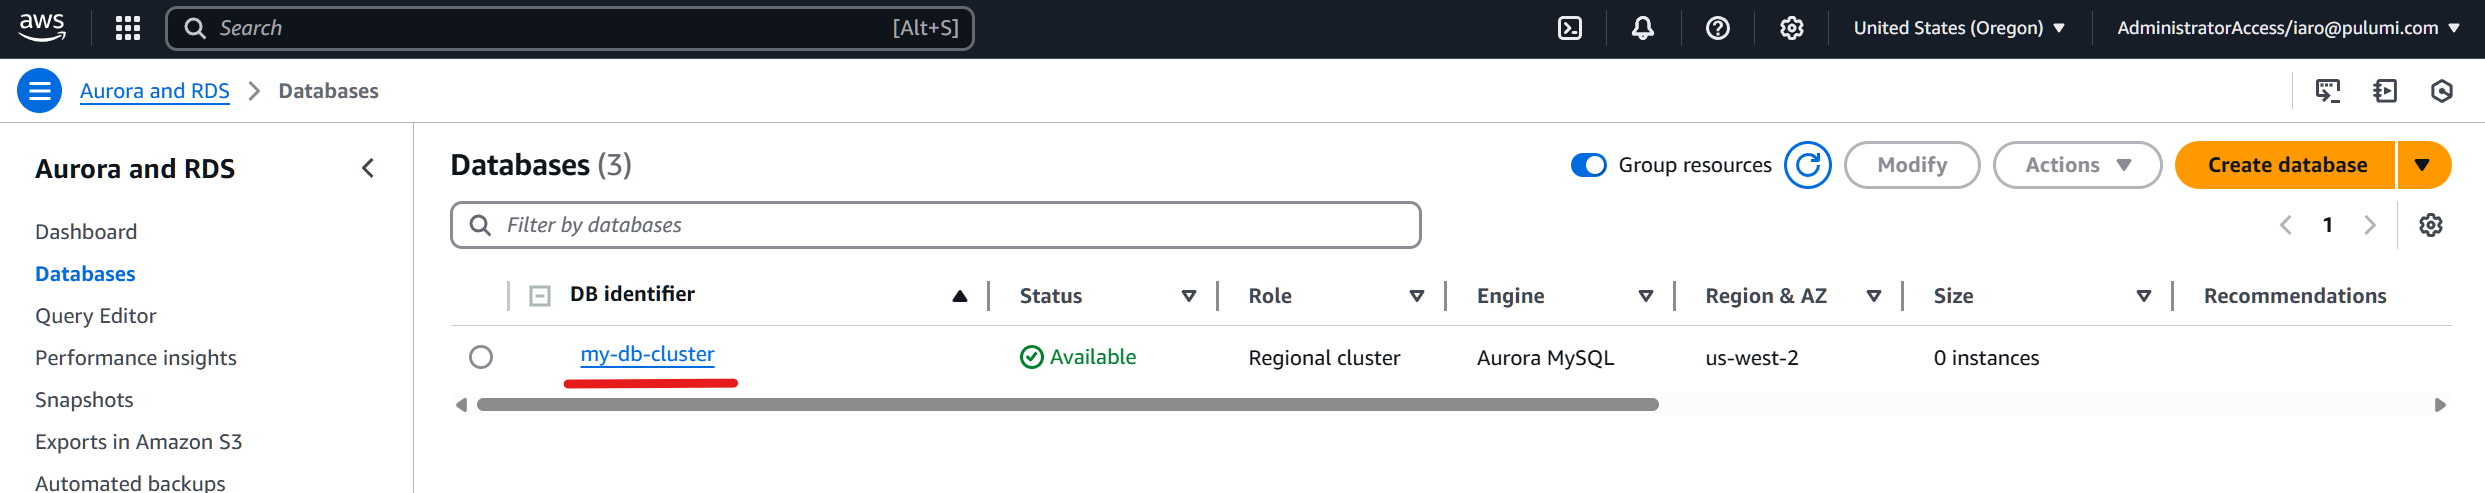 aws
Search [Alt+S] United States (Oregon) AdministratorAccess/iaro@pulumi.com
Aurora and RDS Databases
Aurora and RDS
Dashboard
Databases
Query Editor
Performance insights
Snapshots
Exports in Amazon S3
Automated backups
Databases (3) Group resources Modify Actions Create database
Filter by databases 1
DB identifier Status Role Engine Region & AZ Size Recommendations
my-db-cluster Available Regional cluster Aurora MySQL us-west-2 0 instances